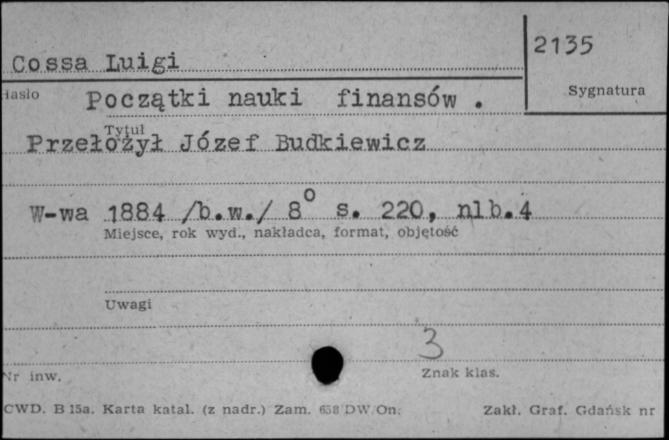 2135
Cossa Luigi
Hasło
Sygnatura
Początki nauki finansów .
Tytuł
Przełożył Józef Budkiewicz
W-wa 1884 /b.w./ 8° s. 220, nlb.4
Miejsce, rok wyd., nakładca, format, objętość
Uwagi
3
Nr inw.
Znak klas.
CWD. B 15a. Karta katal. (z nadr.) Zam. 658 DW/On. Zakł. Graf. Gdańsk nr